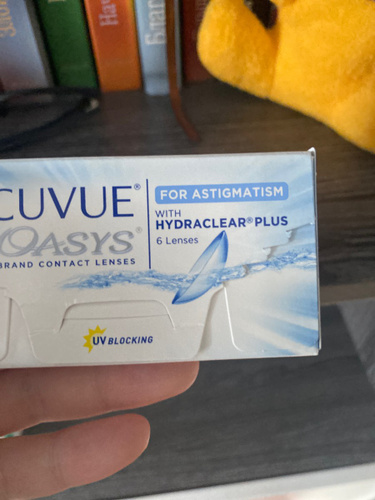 CUVUE®
OASYS®
BRAND CONTACT LENSES
FOR ASTIGMATISM
WITH
HYDRACLEAR® PLUS
6 Lenses
UV BLOCKING